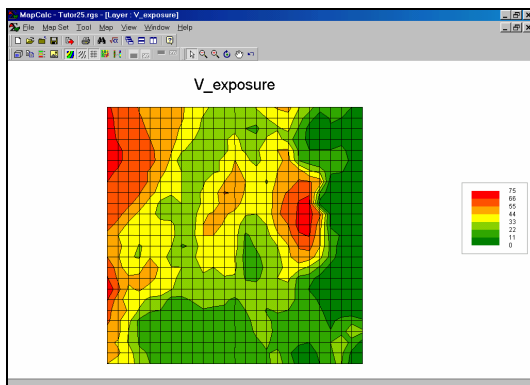 MapCalc - Tutor25.rgs - [Layer : V_exposure]
File Map Set Tool Map View Window Help
V_exposure
75
66
55
44
33
22
11
0